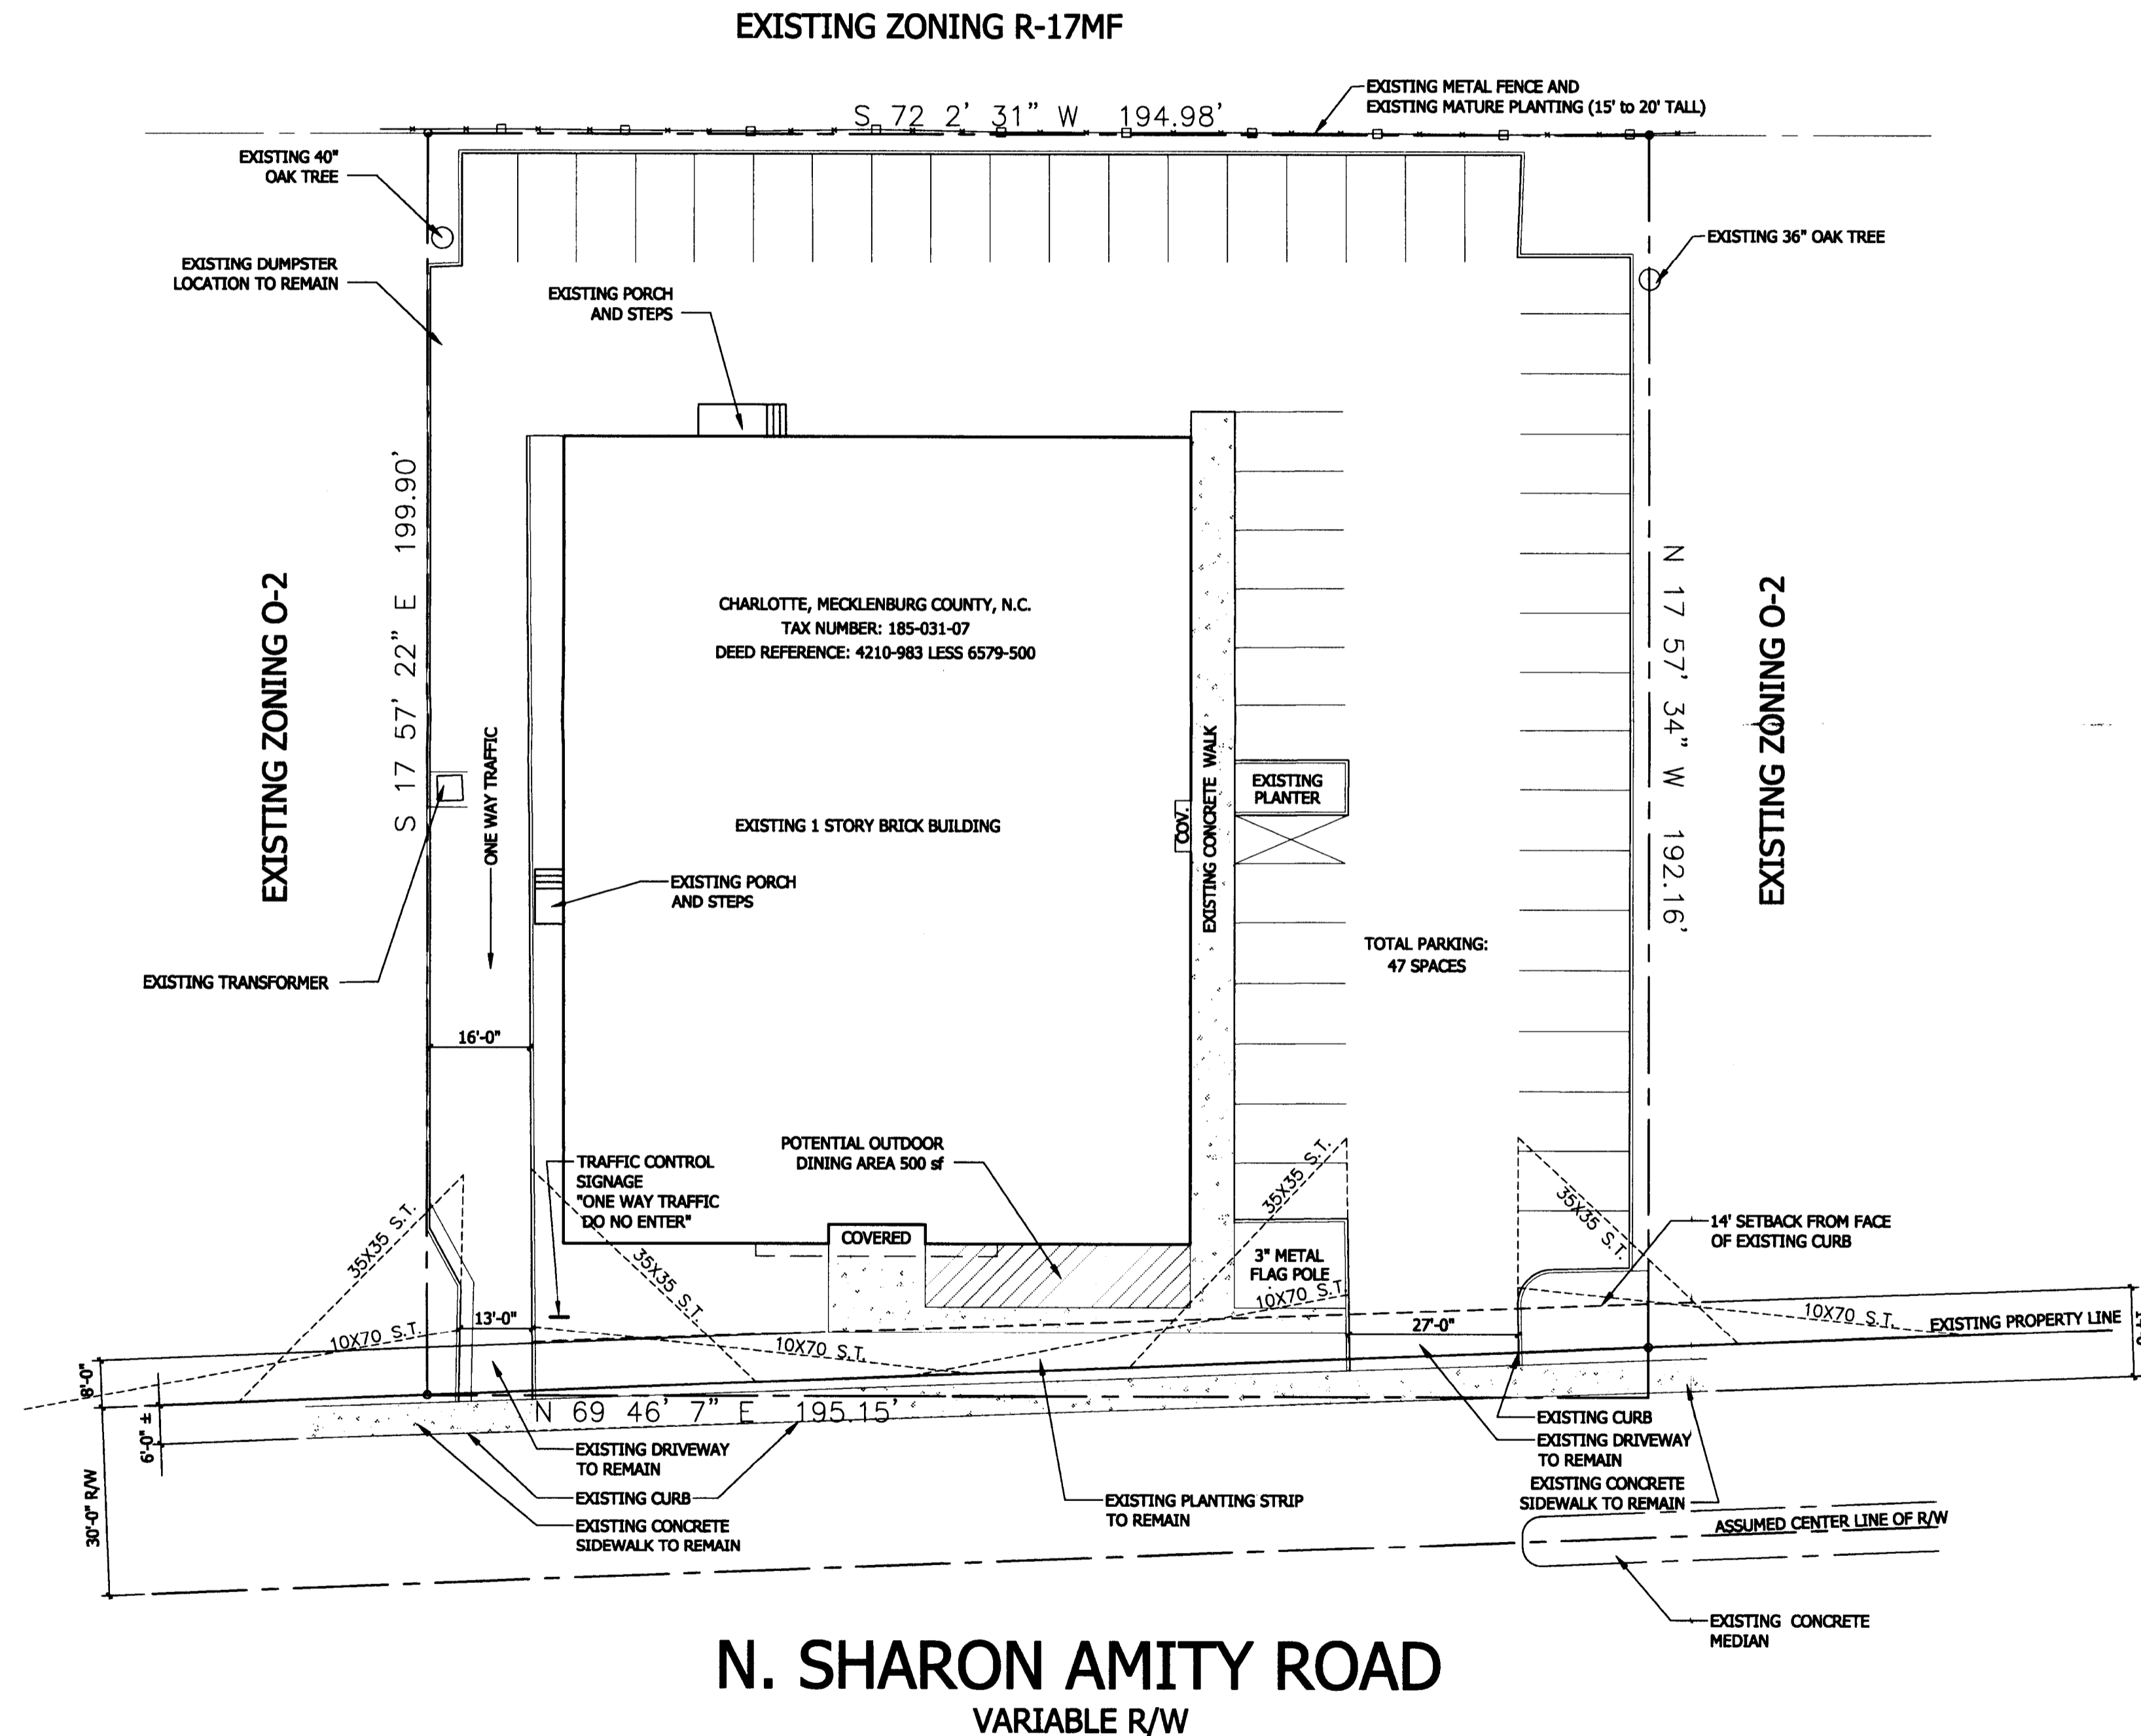 EXISTING ZONING R-17MF
EXISTING METAL FENCE AND
EXISTING MATURE PLANTING (15' to 20' TALL)
S 72 2' 31" W 194.98'
EXISTING 40"
OAK TREE
EXISTING 36" OAK TREE
EXISTING DUMPSTER
LOCATION TO REMAIN
EXISTING PORCH
AND STEPS
S 17 57' 22" E 199.90'
N 17 57' 34" W 192.16'
EXISTING ZONING O-2
EXISTING ZONING O-2
CHARLOTTE, MECKLENBURG COUNTY, N.C.
TAX NUMBER: 185-031-07
DEED REFERENCE: 4210-983 LESS 6579-500
ONE WAY TRAFFIC
EXISTING CONCRETE WALK
EXISTING
PLANTER
COV.
EXISTING 1 STORY BRICK BUILDING
EXISTING PORCH
AND STEPS
TOTAL PARKING:
47 SPACES
EXISTING TRANSFORMER
16'-0"
POTENTIAL OUTDOOR
DINING AREA 500 sf
TRAFFIC CONTROL
SIGNAGE
"ONE WAY TRAFFIC
DO NO ENTER"
35X35 S.T.
35X35 S.T.
35X35 S.T.
35X35 S.T.
14' SETBACK FROM FACE
OF EXISTING CURB
COVERED
3" METAL
FLAG POLE
10X70 S.T.
10X70 S.T.
10X70 S.T.
10X70 S.T.
13'-0"
27'-0"
EXISTING PROPERTY LINE
8'-0"
6'-0" ±
30'-0" R/W
N 69 46' 7" E 195.15'
EXISTING DRIVEWAY
TO REMAIN
EXISTING CURB
EXISTING CONCRETE
SIDEWALK TO REMAIN
EXISTING PLANTING STRIP
TO REMAIN
EXISTING CURB
EXISTING DRIVEWAY
TO REMAIN
EXISTING CONCRETE
SIDEWALK TO REMAIN
ASSUMED CENTER LINE OF R/W
EXISTING CONCRETE
MEDIAN
N. SHARON AMITY ROAD
VARIABLE R/W